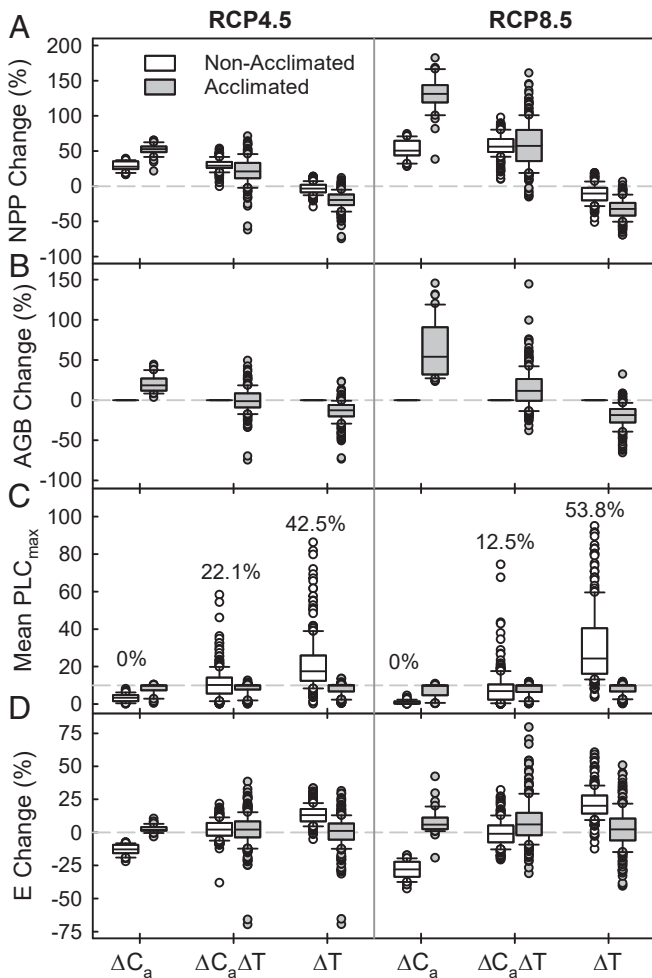 RCP4.5 RCP8.5
A
NPP Change (%)
200
150
100
50
0
-50
-100
Non-Acclimated
Acclimated
B
AGB Change (%)
150
100
50
0
-50
-100
C
Mean PLCmax
100
80
60
40
20
0
0% 22.1% 42.5% 0% 12.5% 53.8%
D
E Change (%)
75
50
25
0
-25
-50
-75
ΔCa ΔCaΔT ΔT ΔCa ΔCaΔT ΔT